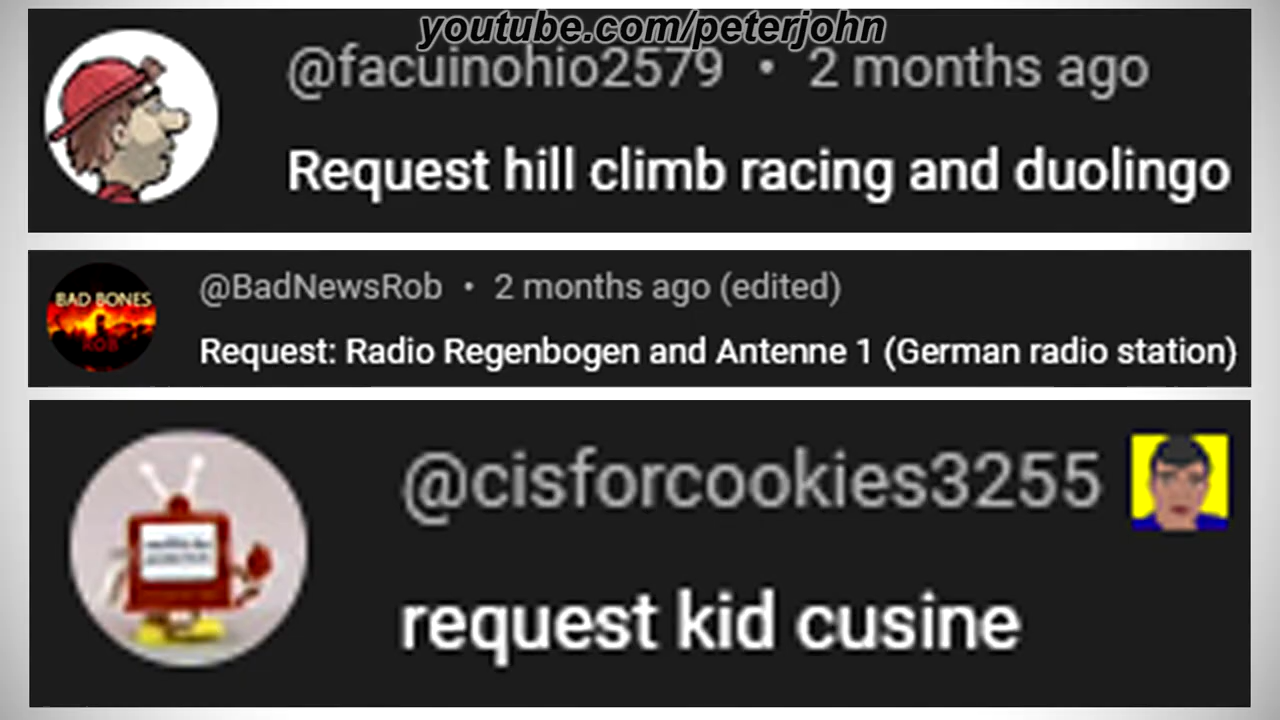 youtube.com/peterjohn
@facuinohio2579 • 2 months ago
Request hill climb racing and duolingo
BAD BONES
ROB
@BadNewsRob • 2 months ago (edited)
Request: Radio Regenbogen and Antenne 1 (German radio station)
@cisforcookies3255
request kid cusine